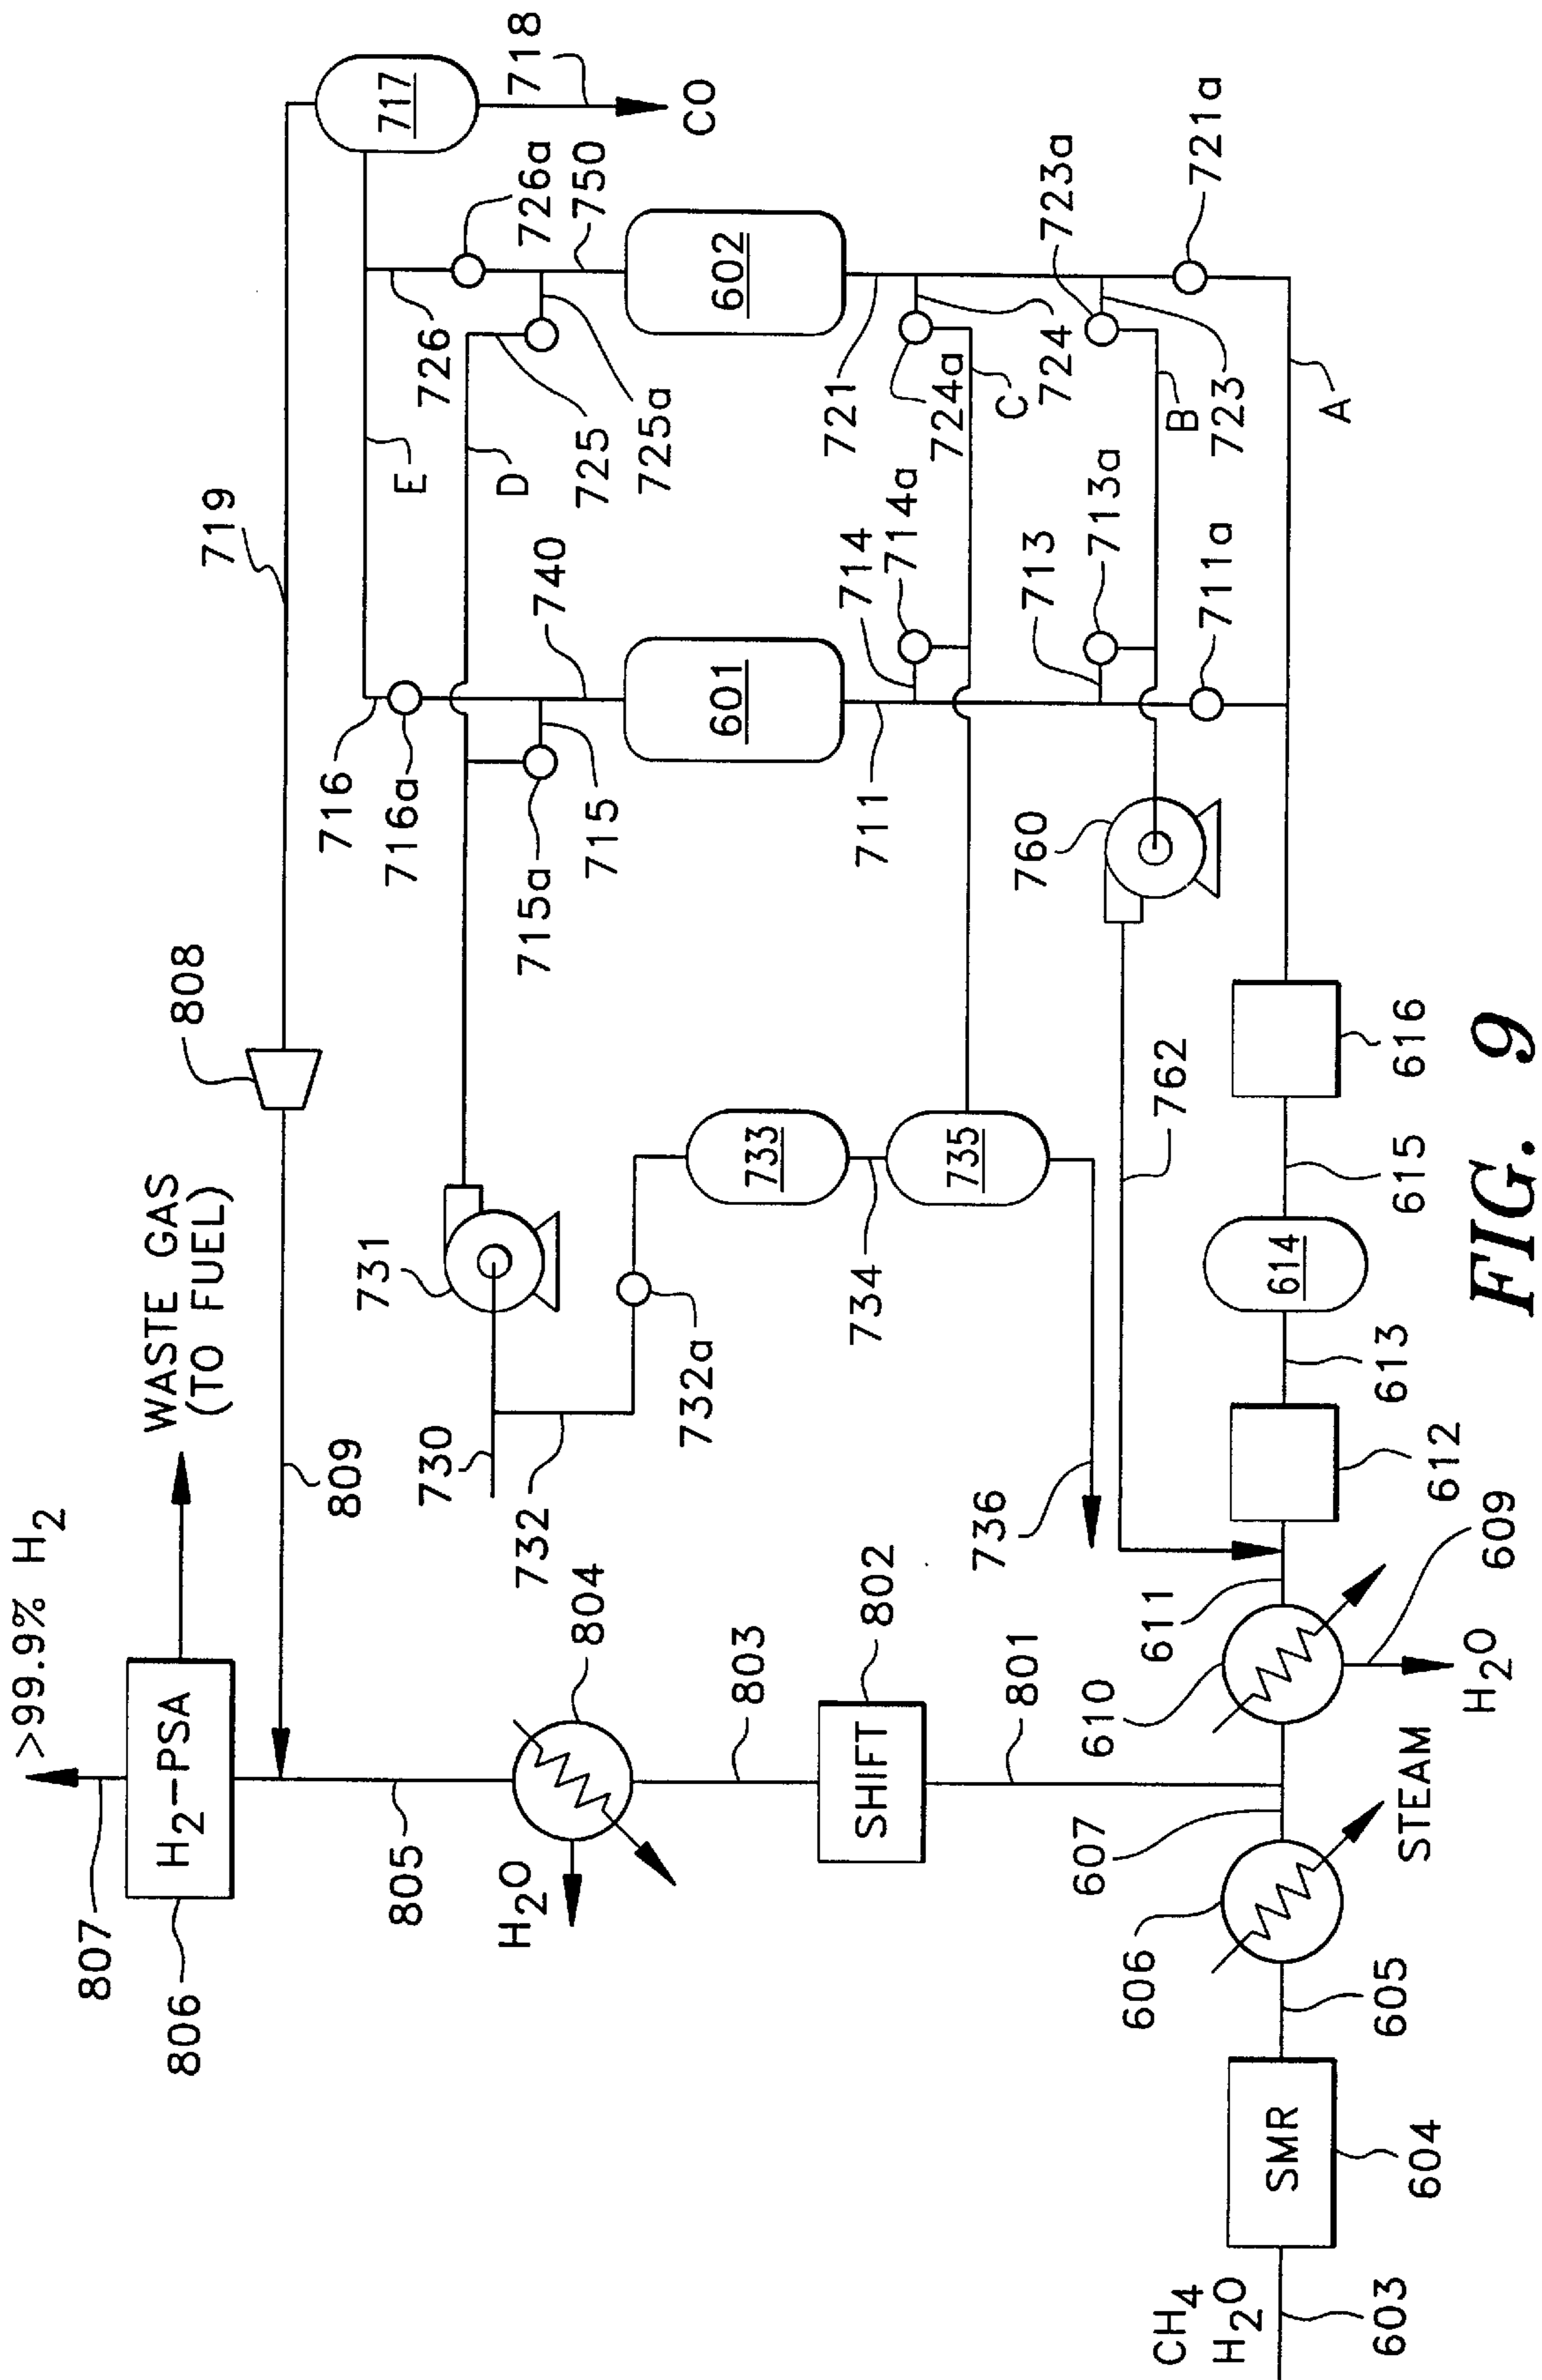 >99.9% H2
807
H2-PSA
806
WASTE GAS
(TO FUEL)
809
808
719
717
718
CO
805
H2O
804
803
SHIFT
802
801
730
731
732
732a
733
734
735
736
762
760
716
716a
E
D
715a
715
740
601
711
714
714a
713
713a
711a
726
726a
750
725
725a
602
721
724a
724
C
723a
723
B
721a
A
CH4
H2O
603
SMR
604
605
606
STEAM
607
610
H2O
609
611
612
613
614
615
616
FIG. 9